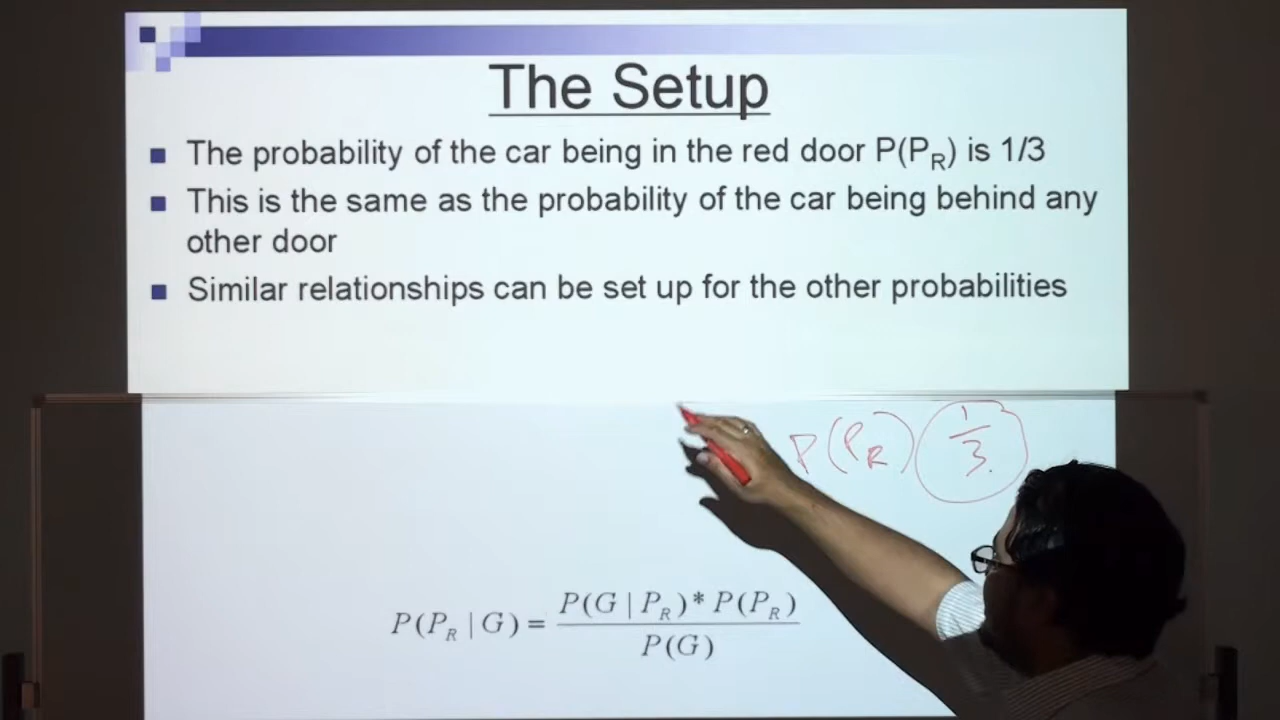 The Setup
The probability of the car being in the red door P(P_R) is 1/3
This is the same as the probability of the car being behind any
other door
Similar relationships can be set up for the other probabilities
P(P_R) 1/3
P(P_R | G) = P(G | P_R) * P(P_R) / P(G)